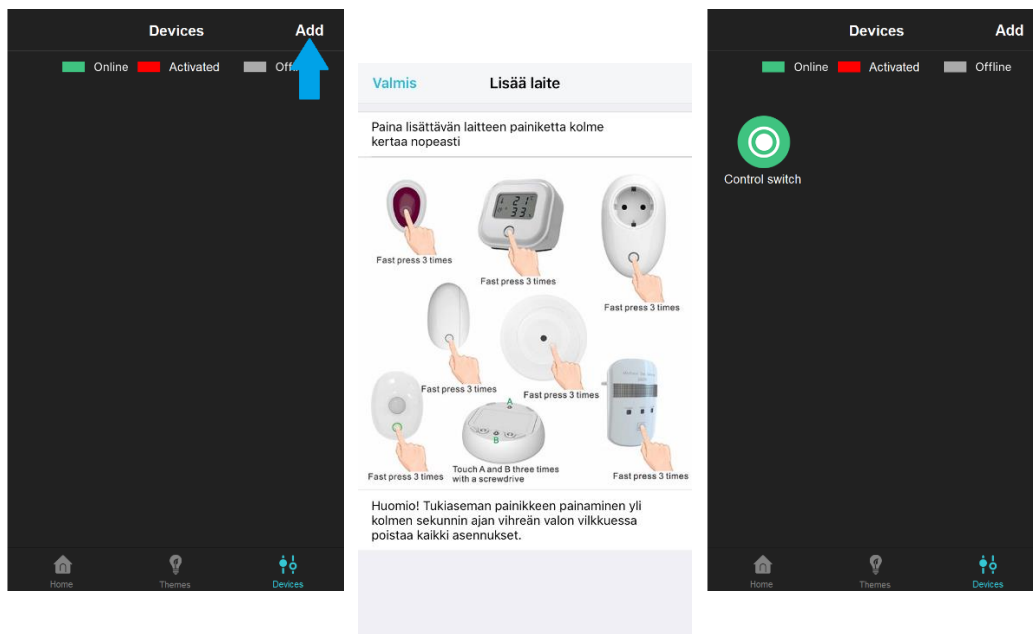 Devices
Add
Online
Activated
Home
Themes
Devices
Valmis
Lisää laite
Paina lisättävän laitteen painiketta kolme
kertaa nopeasti
Fast press 3 times
Fast press 3 times
Fast press 3 times
Fast press 3 times
Fast press 3 times
A
B
Fast press 3 times
Touch A and B three times
with a screwdrive
Fast press 3 times
Huomio! Tukiaseman painikkeen painaminen yli
kolmen sekunnin ajan vihreän valon vilkkuessa
poistaa kaikki asennukset.
Devices
Add
Online
Activated
Offline
Control switch
Home
Themes
Devices